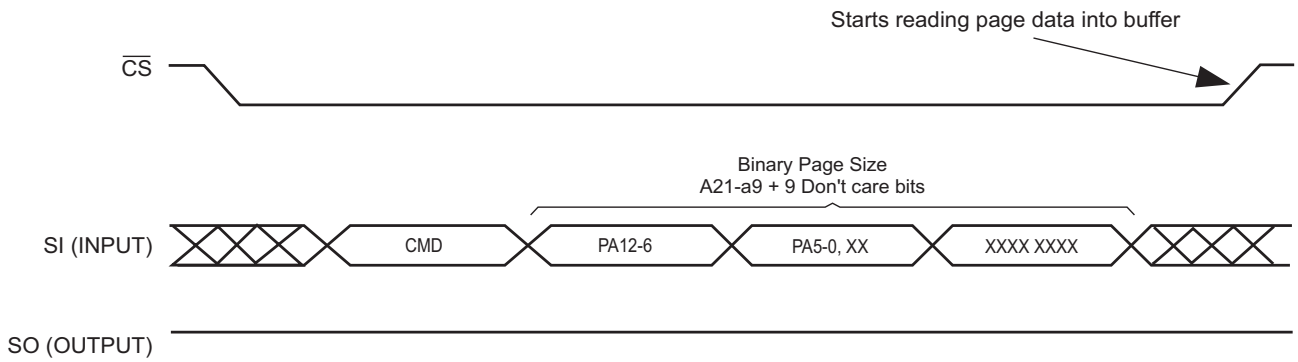 Starts reading page data into buffer
CS
Binary Page Size
A21-a9 + 9 Don't care bits
SI (INPUT)
CMD
PA12-6
PA5-0, XX
XXXX XXXX
SO (OUTPUT)